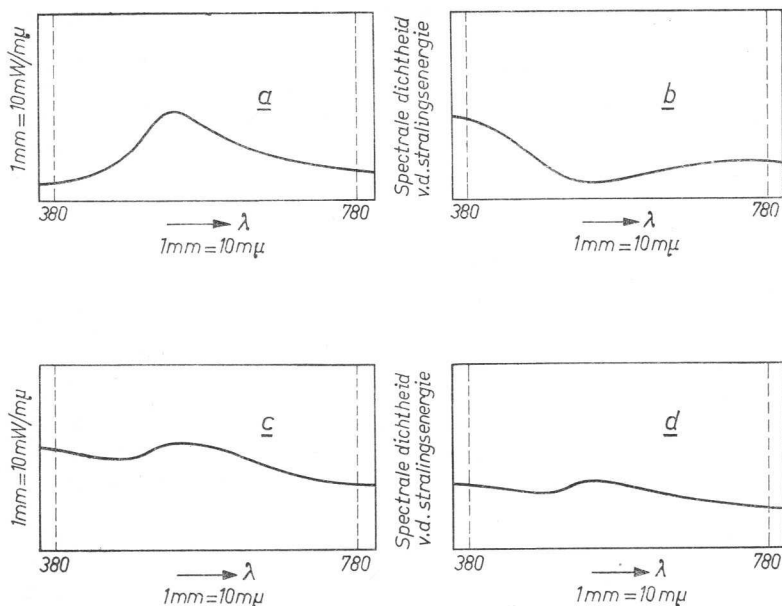 1mm=10mW/mμ
a
380
780
→ λ
1mm=10mμ
Spectrale dichtheid
v.d. stralingsenergie
b
380
780
→ λ
1mm=10mμ
1mm=10mW/mμ
c
380
780
→ λ
1mm=10mμ
Spectrale dichtheid
v.d. stralingsenergie
d
380
780
→ λ
1mm=10mμ